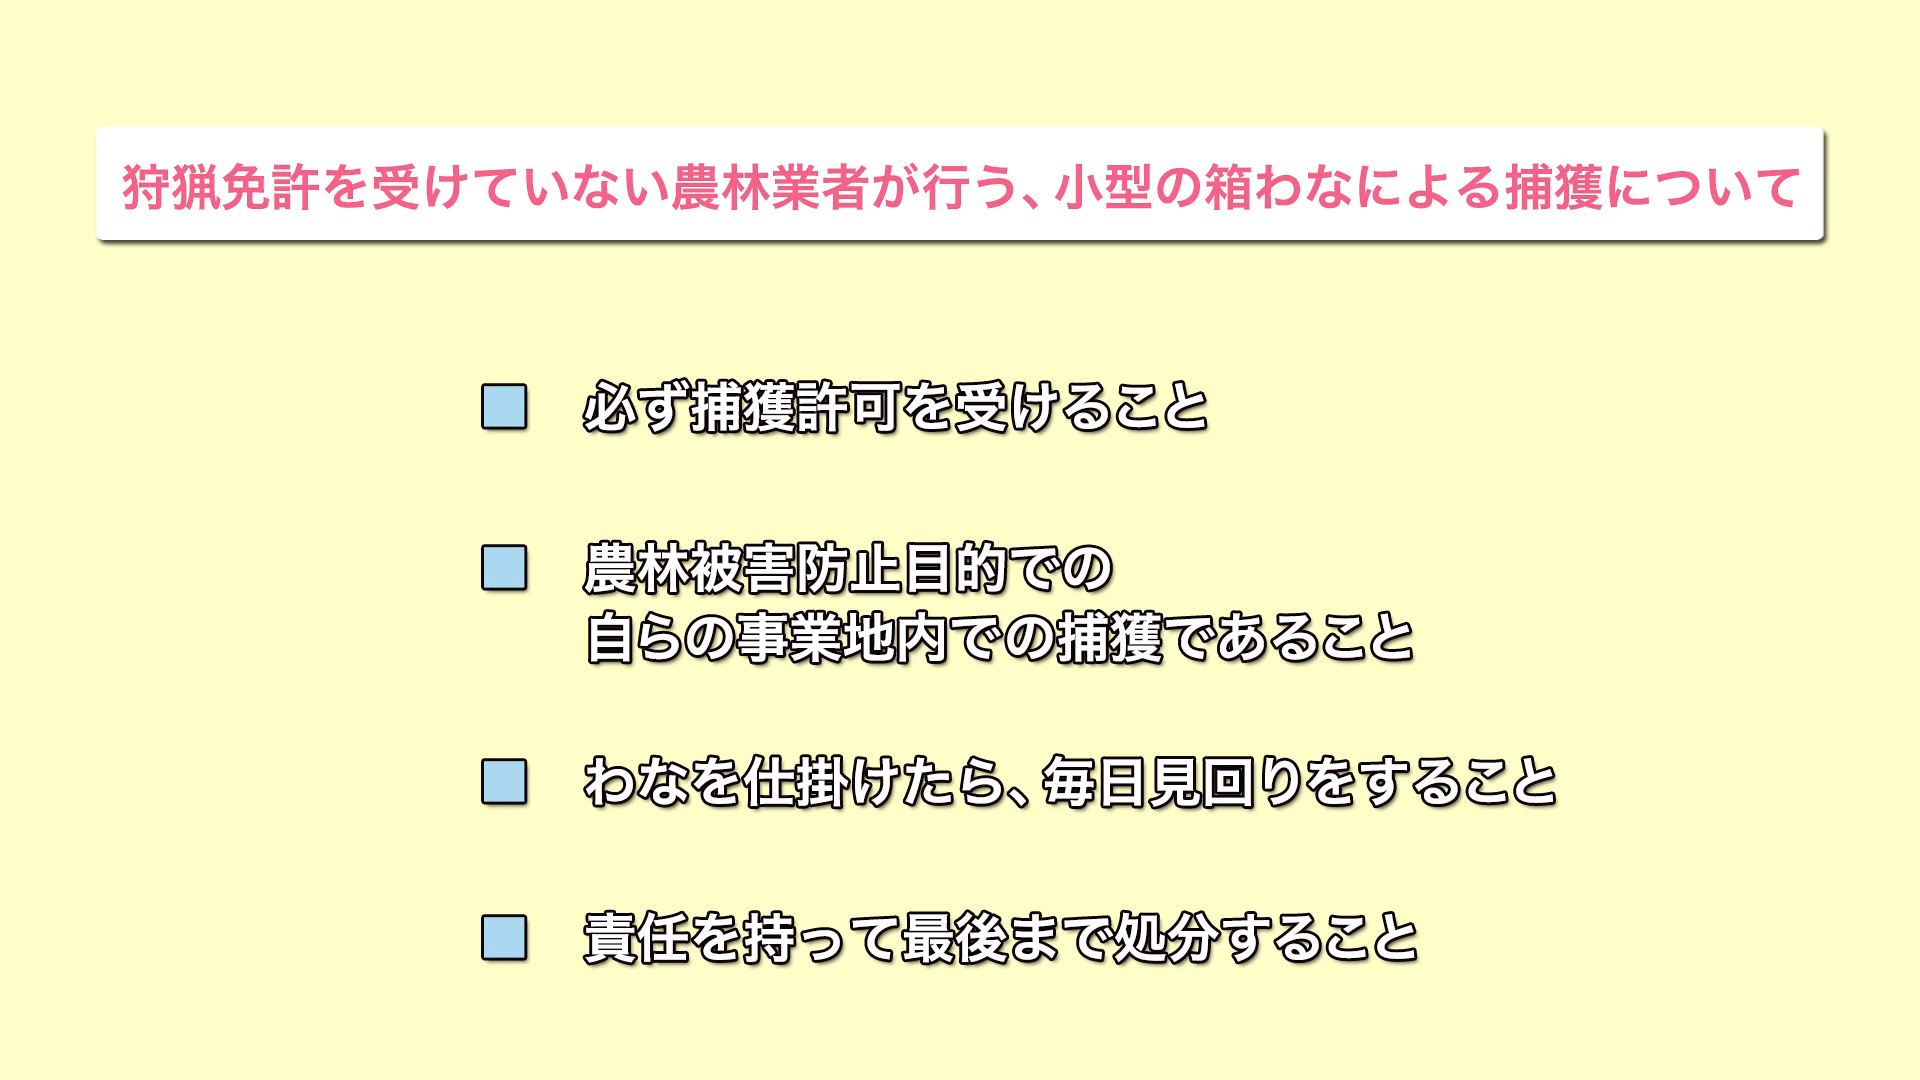 狩猟免許を受けていない農林業者が行う、小型の箱わなによる捕獲について
必ず捕獲許可を受けること
農林被害防止目的での
自らの事業地内での捕獲であること
わなを仕掛けたら、毎日見回りをすること
責任を持って最後まで処分すること